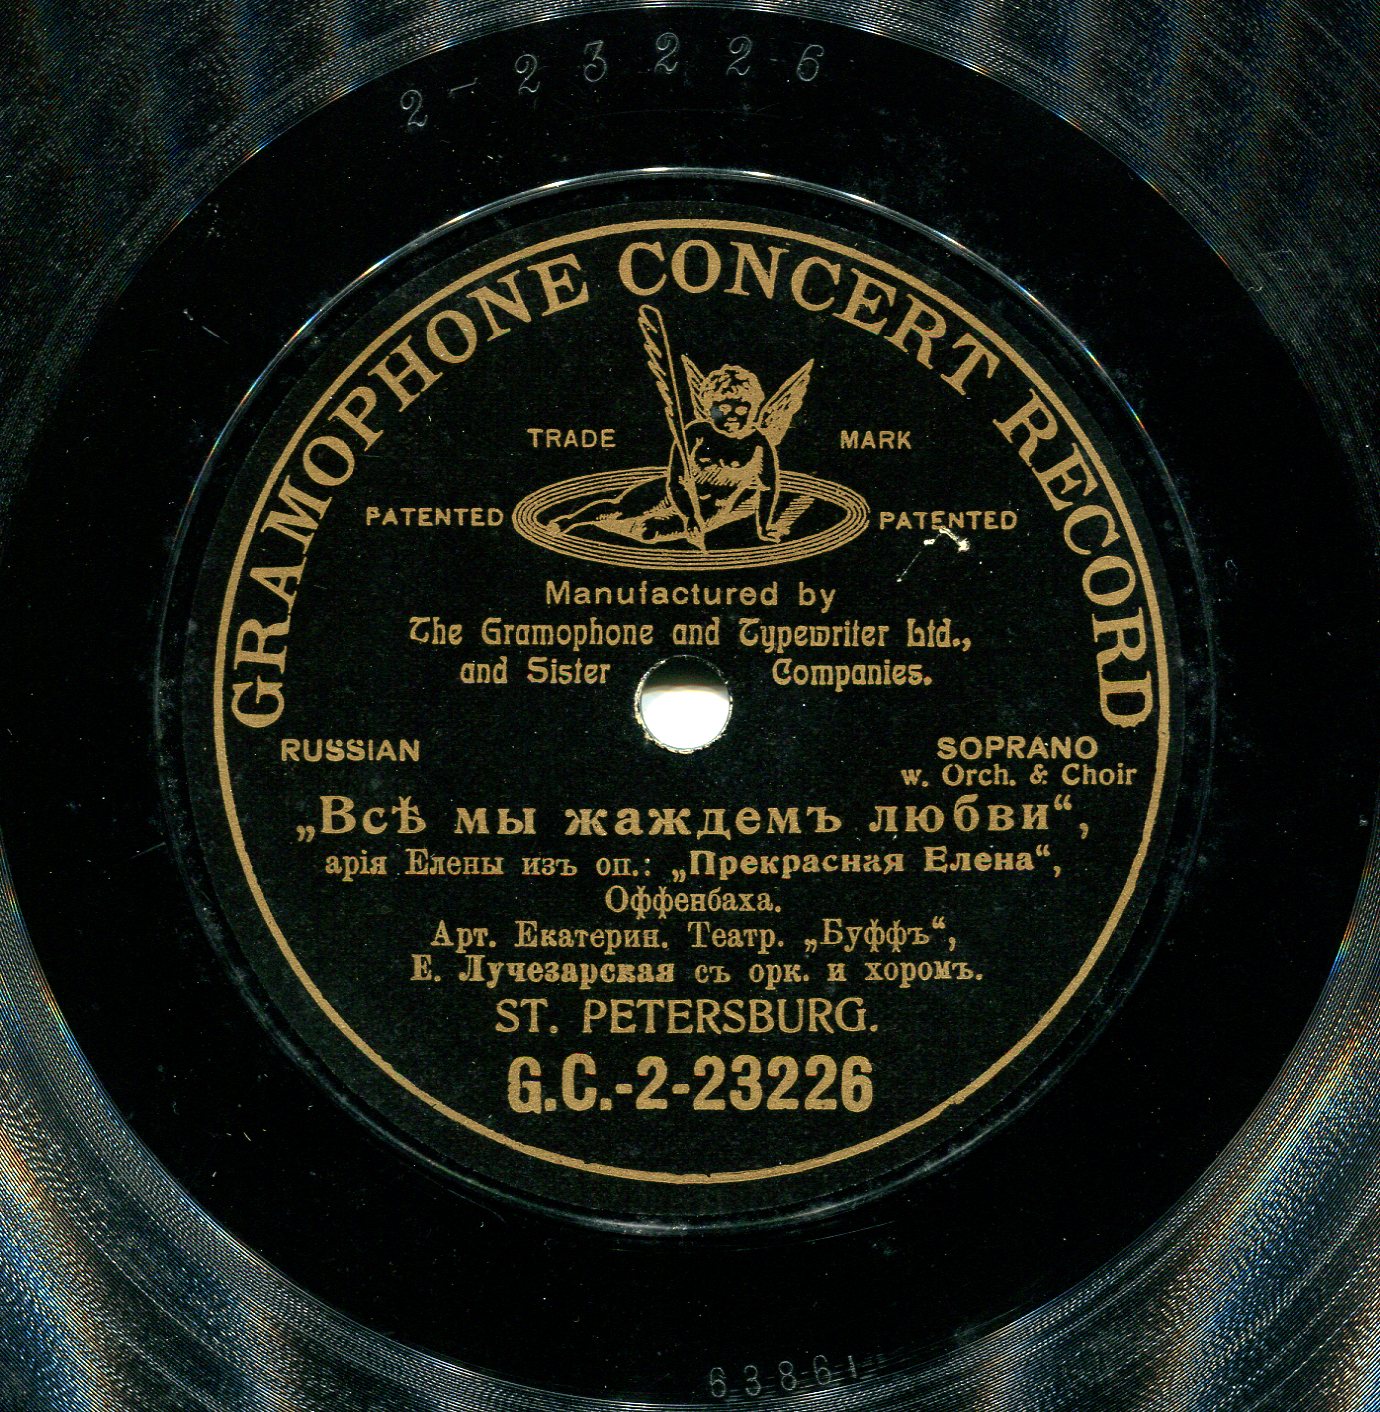 2-23226
GRAMOPHONE CONCERT RECORD
TRADE MARK
PATENTED PATENTED
Manufactured by
The Gramophone and Typewriter Ltd.,
and Sister Companies.
RUSSIAN SOPRANO
w. Orch. & Choir
„Всѣ мы жаждемъ любви“,
арія Елены изъ оп.: „Прекрасная Елена“,
Оффенбаха.
Арт. Екатерин. Театр. „Буффъ“,
Е. Лучезарская съ орк. и хоромъ.
ST. PETERSBURG.
G.C.-2-23226